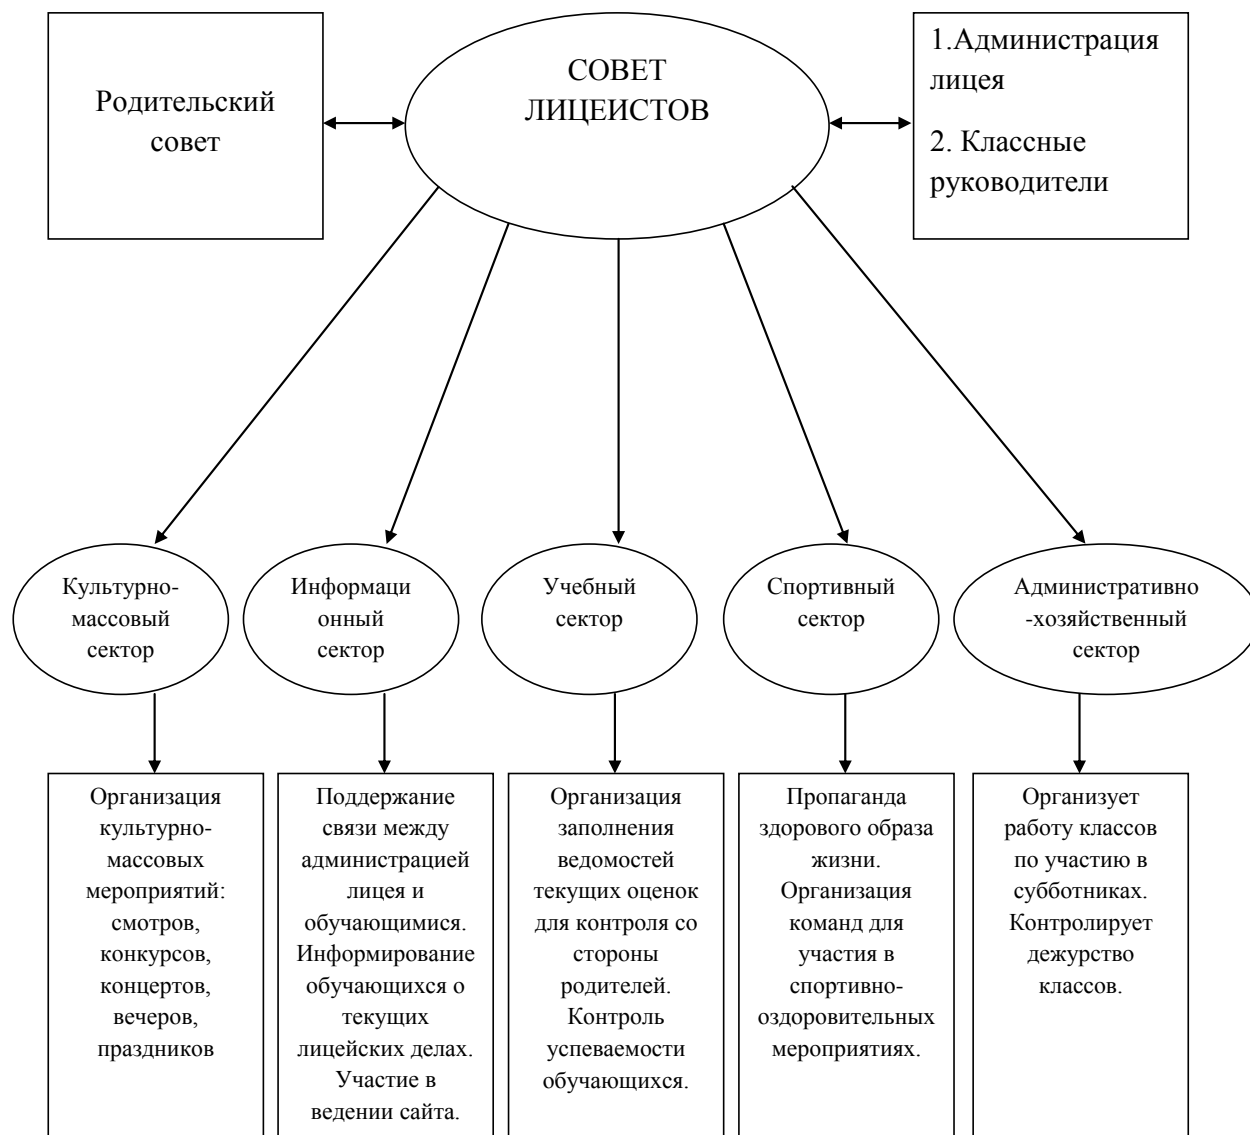 Родительский
совет
СОВЕТ
ЛИЦЕИСТОВ
1.Администрация
лицея
2. Классные
руководители
Культурно-
массовый
сектор
Информаци
онный
сектор
Учебный
сектор
Спортивный
сектор
Административно
-хозяйственный
сектор
Организация
культурно-
массовых
мероприятий:
смотров,
конкурсов,
концертов,
вечеров,
праздников
Поддержание
связи между
администрацией
лицея и
обучающимися.
Информирование
обучающихся о
текущих
лицейских делах.
Участие в
ведении сайта.
Организация
заполнения
ведомостей
текущих оценок
для контроля со
стороны
родителей.
Контроль
успеваемости
обучающихся.
Пропаганда
здорового образа
жизни.
Организация
команд для
участия в
спортивно-
оздоровительных
мероприятиях.
Организует
работу классов
по участию в
субботниках.
Контролирует
дежурство
классов.